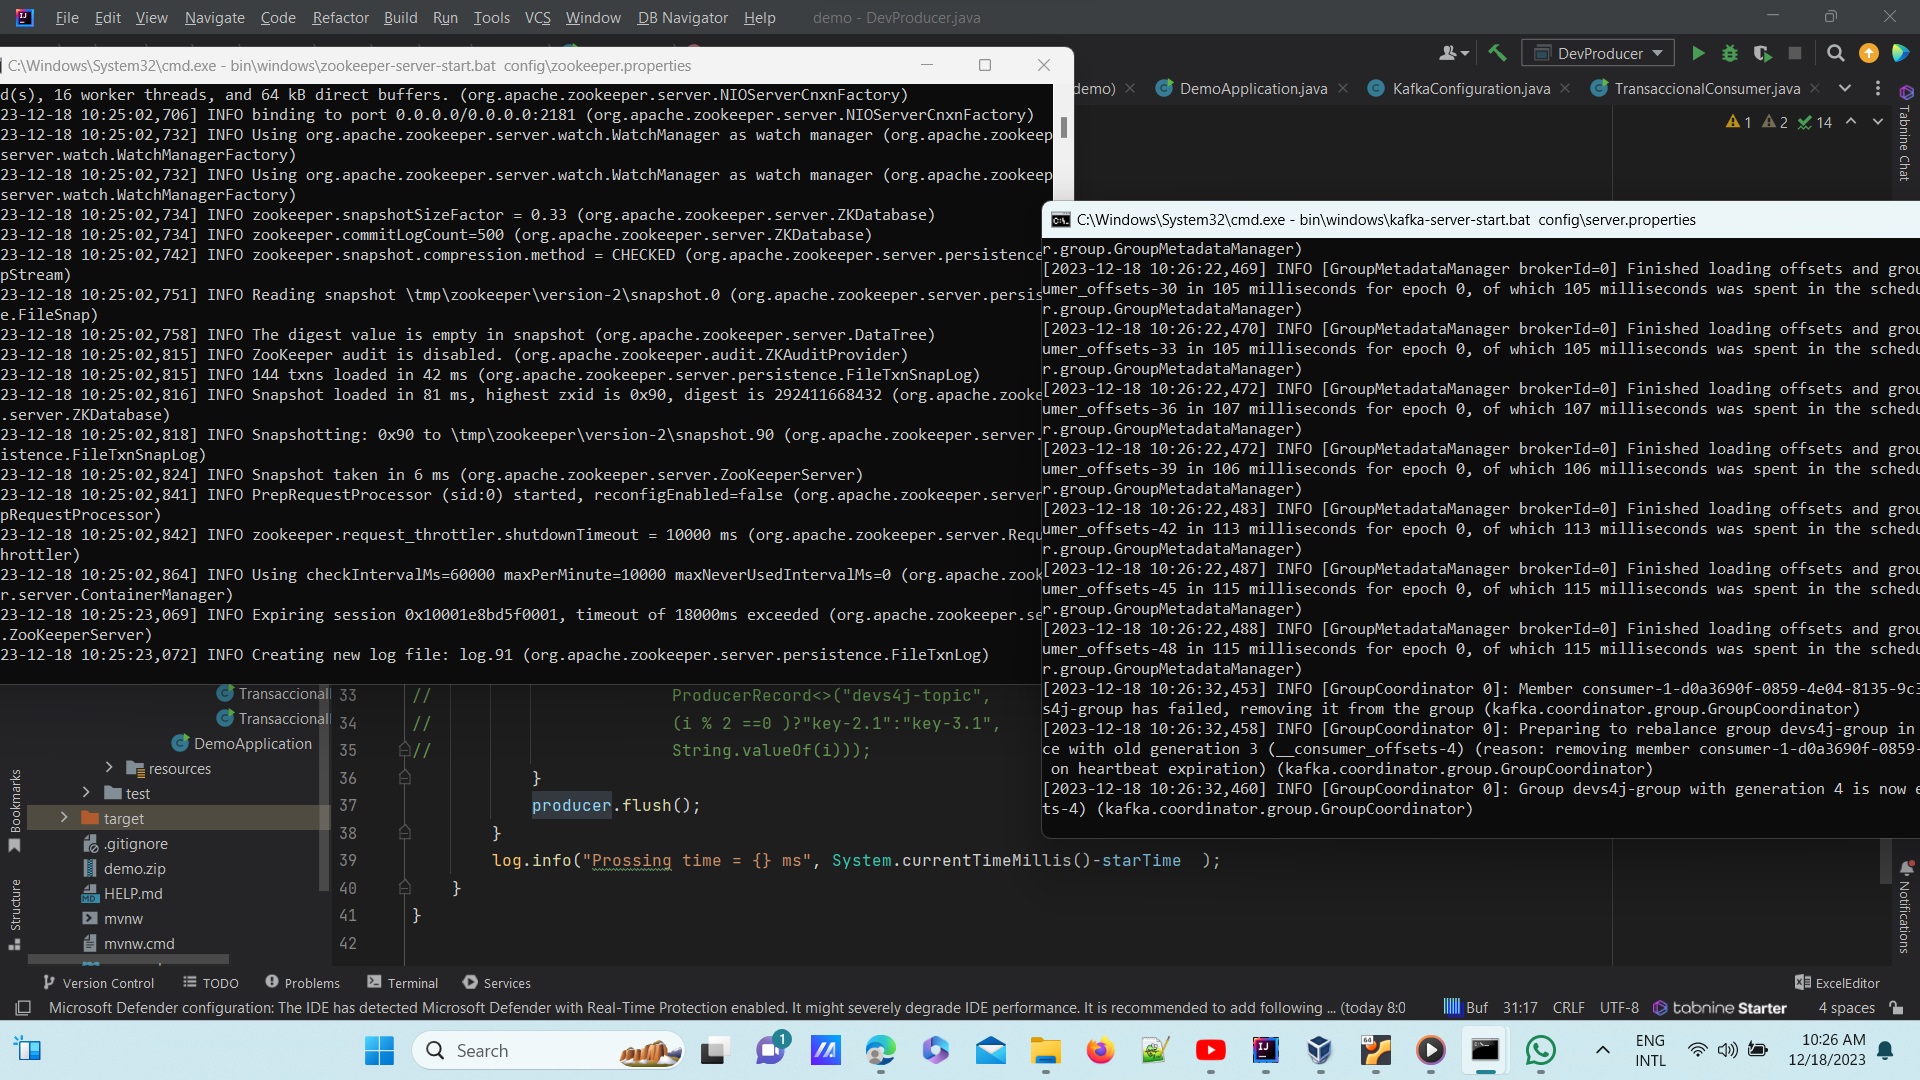 File Edit View Navigate Code Refactor Build Run Tools VCS Window DB Navigator Help demo - DevProducer.java
DevProducer
C:\Windows\System32\cmd.exe - bin\windows\zookeeper-server-start.bat config\zookeeper.properties
demo) DemoApplication.java KafkaConfiguration.java TransaccionalConsumer.java
1 2 14
Tabnine Chat
d(s), 16 worker threads, and 64 kB direct buffers. (org.apache.zookeeper.server.NIOServerCnxnFactory)
23-12-18 10:25:02,706] INFO binding to port 0.0.0.0/0.0.0.0:2181 (org.apache.zookeeper.server.NIOServerCnxnFactory)
23-12-18 10:25:02,732] INFO Using org.apache.zookeeper.server.watch.WatchManager as watch manager (org.apache.zookeep
server.watch.WatchManagerFactory)
23-12-18 10:25:02,732] INFO Using org.apache.zookeeper.server.watch.WatchManager as watch manager (org.apache.zookeep
server.watch.WatchManagerFactory)
23-12-18 10:25:02,734] INFO zookeeper.snapshotSizeFactor = 0.33 (org.apache.zookeeper.server.ZKDatabase)
23-12-18 10:25:02,734] INFO zookeeper.commitLogCount=500 (org.apache.zookeeper.server.ZKDatabase)
23-12-18 10:25:02,742] INFO zookeeper.snapshot.compression.method = CHECKED (org.apache.zookeeper.server.persistence
pStream)
23-12-18 10:25:02,751] INFO Reading snapshot \tmp\zookeeper\version-2\snapshot.0 (org.apache.zookeeper.server.persis
e.FileSnap)
23-12-18 10:25:02,758] INFO The digest value is empty in snapshot (org.apache.zookeeper.server.DataTree)
23-12-18 10:25:02,815] INFO ZooKeeper audit is disabled. (org.apache.zookeeper.audit.ZKAuditProvider)
23-12-18 10:25:02,815] INFO 144 txns loaded in 42 ms (org.apache.zookeeper.server.persistence.FileTxnSnapLog)
23-12-18 10:25:02,816] INFO Snapshot loaded in 81 ms, highest zxid is 0x90, digest is 292411668432 (org.apache.zooke
.server.ZKDatabase)
23-12-18 10:25:02,818] INFO Snapshotting: 0x90 to \tmp\zookeeper\version-2\snapshot.90 (org.apache.zookeeper.server.
istence.FileTxnSnapLog)
23-12-18 10:25:02,824] INFO Snapshot taken in 6 ms (org.apache.zookeeper.server.ZooKeeperServer)
23-12-18 10:25:02,841] INFO PrepRequestProcessor (sid:0) started, reconfigEnabled=false (org.apache.zookeeper.server
pRequestProcessor)
23-12-18 10:25:02,842] INFO zookeeper.request_throttler.shutdownTimeout = 10000 ms (org.apache.zookeeper.server.Requ
hrottler)
23-12-18 10:25:02,864] INFO Using checkIntervalMs=60000 maxPerMinute=10000 maxNeverUsedIntervalMs=0 (org.apache.zook
r.server.ContainerManager)
23-12-18 10:25:23,069] INFO Expiring session 0x10001e8bd5f0001, timeout of 18000ms exceeded (org.apache.zookeeper.se
.ZooKeeperServer)
23-12-18 10:25:23,072] INFO Creating new log file: log.91 (org.apache.zookeeper.server.persistence.FileTxnLog)
C:\Windows\System32\cmd.exe - bin\windows\kafka-server-start.bat config\server.properties
r.group.GroupMetadataManager)
[2023-12-18 10:26:22,469] INFO [GroupMetadataManager brokerId=0] Finished loading offsets and grou
umer_offsets-30 in 105 milliseconds for epoch 0, of which 105 milliseconds was spent in the schedu
r.group.GroupMetadataManager)
[2023-12-18 10:26:22,470] INFO [GroupMetadataManager brokerId=0] Finished loading offsets and grou
umer_offsets-33 in 105 milliseconds for epoch 0, of which 105 milliseconds was spent in the schedu
r.group.GroupMetadataManager)
[2023-12-18 10:26:22,472] INFO [GroupMetadataManager brokerId=0] Finished loading offsets and grou
umer_offsets-36 in 107 milliseconds for epoch 0, of which 107 milliseconds was spent in the schedu
r.group.GroupMetadataManager)
[2023-12-18 10:26:22,472] INFO [GroupMetadataManager brokerId=0] Finished loading offsets and grou
umer_offsets-39 in 106 milliseconds for epoch 0, of which 106 milliseconds was spent in the schedu
r.group.GroupMetadataManager)
[2023-12-18 10:26:22,483] INFO [GroupMetadataManager brokerId=0] Finished loading offsets and grou
umer_offsets-42 in 113 milliseconds for epoch 0, of which 113 milliseconds was spent in the schedu
r.group.GroupMetadataManager)
[2023-12-18 10:26:22,487] INFO [GroupMetadataManager brokerId=0] Finished loading offsets and grou
umer_offsets-45 in 115 milliseconds for epoch 0, of which 115 milliseconds was spent in the schedu
r.group.GroupMetadataManager)
[2023-12-18 10:26:22,488] INFO [GroupMetadataManager brokerId=0] Finished loading offsets and grou
umer_offsets-48 in 115 milliseconds for epoch 0, of which 115 milliseconds was spent in the schedu
r.group.GroupMetadataManager)
[2023-12-18 10:26:32,453] INFO [GroupCoordinator 0]: Member consumer-1-d0a3690f-0859-4e04-8135-9c3
s4j-group has failed, removing it from the group (kafka.coordinator.group.GroupCoordinator)
[2023-12-18 10:26:32,458] INFO [GroupCoordinator 0]: Preparing to rebalance group devs4j-group in
ce with old generation 3 (__consumer_offsets-4) (reason: removing member consumer-1-d0a3690f-0859-
on heartbeat expiration) (kafka.coordinator.group.GroupCoordinator)
[2023-12-18 10:26:32,460] INFO [GroupCoordinator 0]: Group devs4j-group with generation 4 is now e
ts-4) (kafka.coordinator.group.GroupCoordinator)
Transaccional
Transaccional
DemoApplication
resources
test
target
.gitignore
demo.zip
HELP.md
mvnw
mvnw.cmd
Bookmarks
Structure
33 // ProducerRecord<>("devs4j-topic",
34 // (i % 2 ==0 )?"key-2.1":"key-3.1",
35 // String.valueOf(i)));
36 }
37 producer.flush();
38 }
39 log.info("Prossing time = {} ms", System.currentTimeMillis()-starTime );
40 }
41 }
42
Notifications
Version Control TODO Problems Terminal Services ExcelEditor
Microsoft Defender configuration: The IDE has detected Microsoft Defender with Real-Time Protection enabled. It might severely degrade IDE performance. It is recommended to add following ... (today 8:0 Buf 31:17 CRLF UTF-8 tabnine Starter 4 spaces
Search
1
ENG
INTL
10:26 AM
12/18/2023